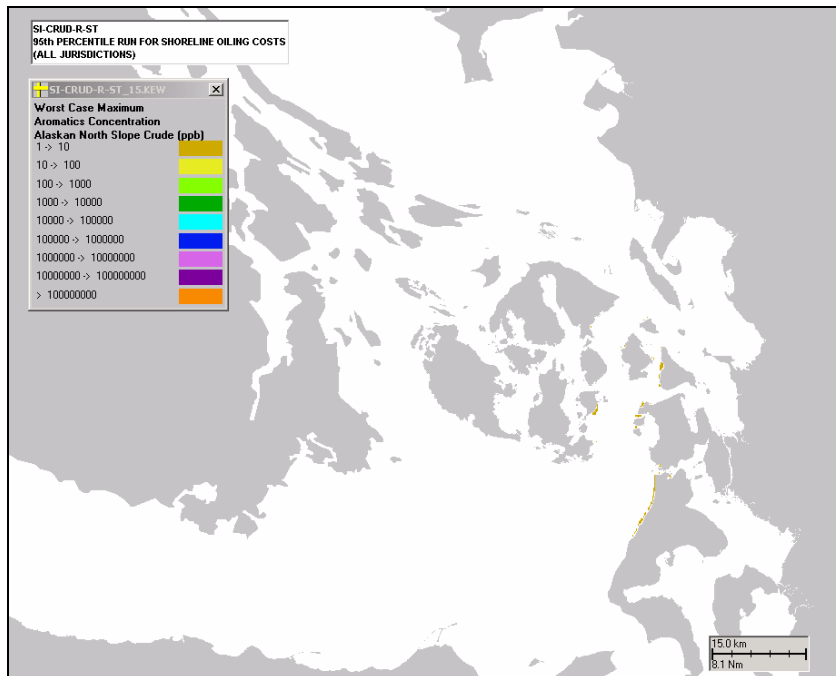 SI-CRUD-R-ST
95th PERCENTILE RUN FOR SHORELINE OILING COSTS
(ALL JURISDICTIONS)
SI-CRUD-R-ST_15.KEW
Worst Case Maximum
Aromatics Concentration
Alaskan North Slope Crude (ppb)
1 -> 10
10 -> 100
100 -> 1000
1000 -> 10000
10000 -> 100000
100000 -> 1000000
1000000 -> 10000000
10000000 -> 100000000
> 100000000
15.0 km
8.1 Nm